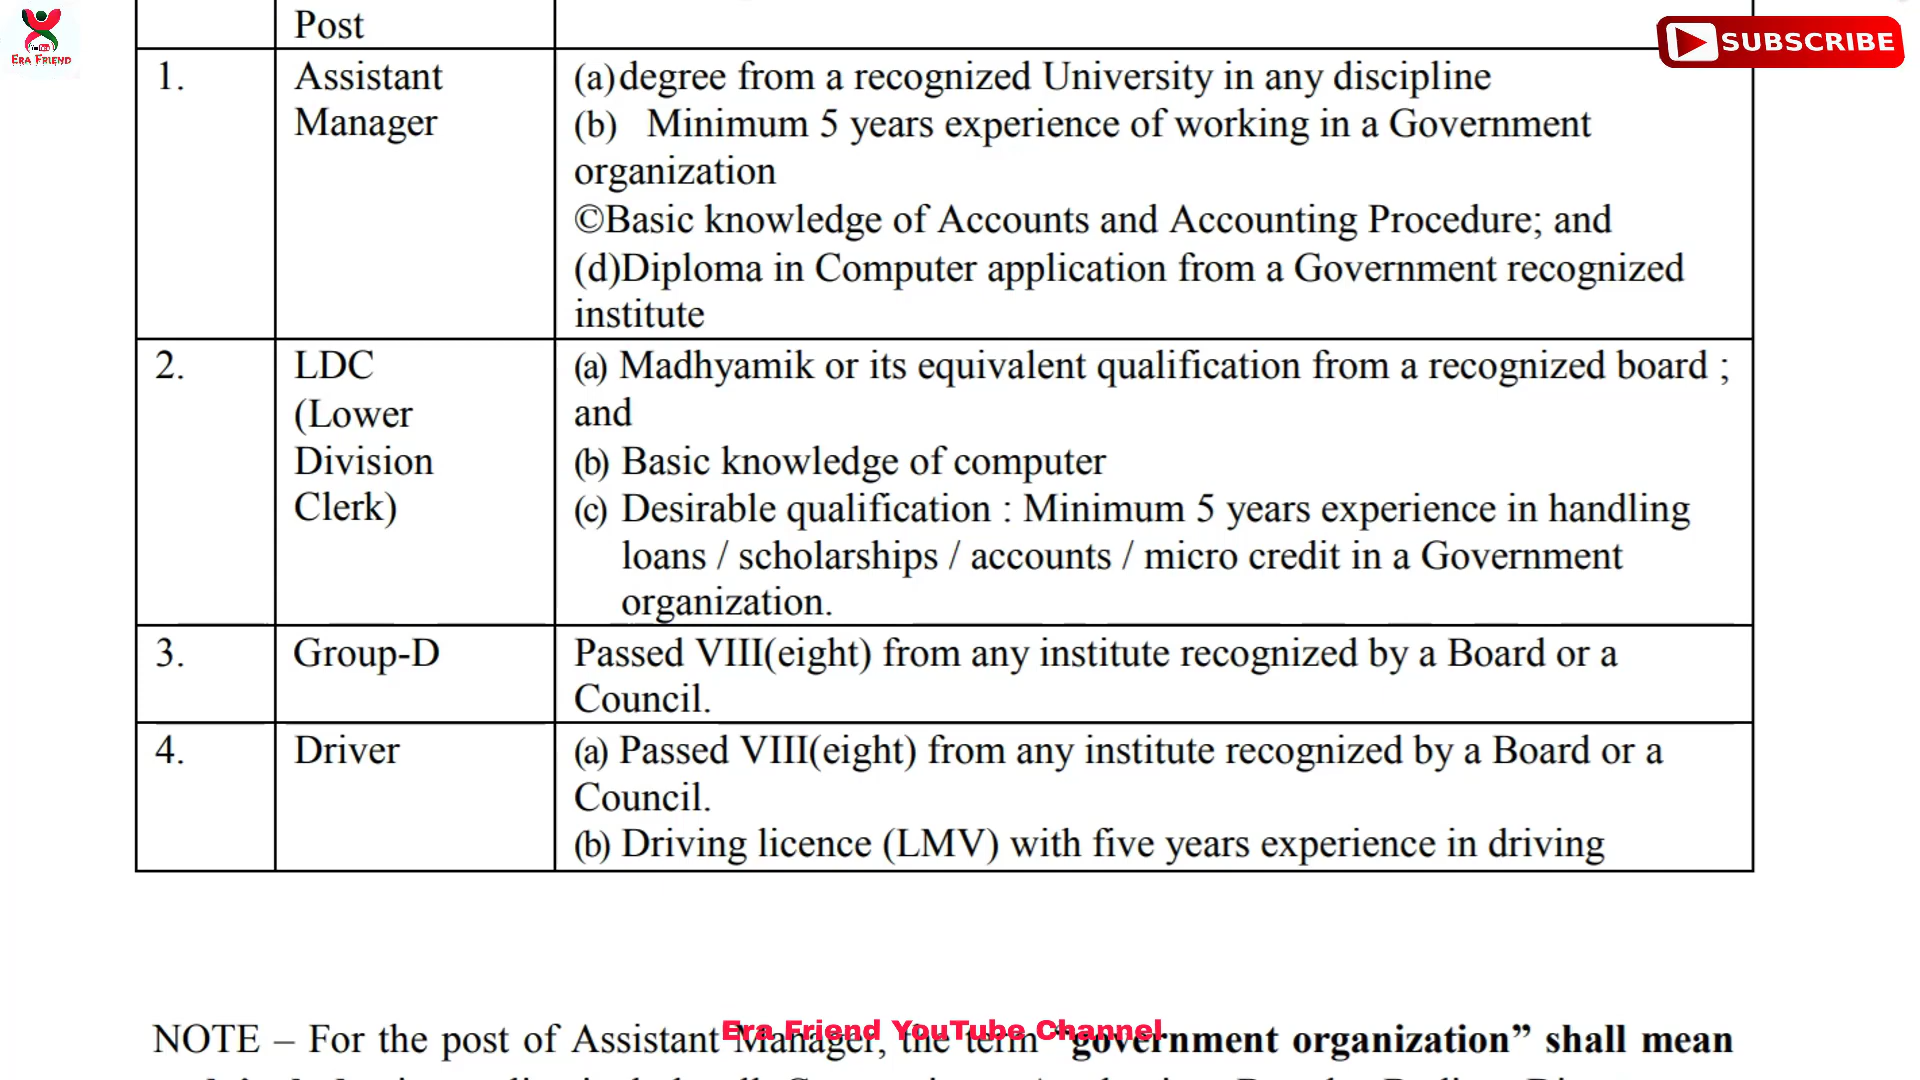 Post
ERA FRIEND
SUBSCRIBE
1.
Assistant
Manager
(a)degree from a recognized University in any discipline
(b) Minimum 5 years experience of working in a Government
organization
©Basic knowledge of Accounts and Accounting Procedure; and
(d)Diploma in Computer application from a Government recognized
institute
2.
LDC
(Lower
Division
Clerk)
(a) Madhyamik or its equivalent qualification from a recognized board ;
and
(b) Basic knowledge of computer
(c) Desirable qualification : Minimum 5 years experience in handling
loans / scholarships / accounts / micro credit in a Government
organization.
3.
Group-D
Passed VIII(eight) from any institute recognized by a Board or a
Council.
4.
Driver
(a) Passed VIII(eight) from any institute recognized by a Board or a
Council.
(b) Driving licence (LMV) with five years experience in driving
Era Friend YouTube Channel
NOTE – For the post of Assistant Manager, the term “government organization” shall mean